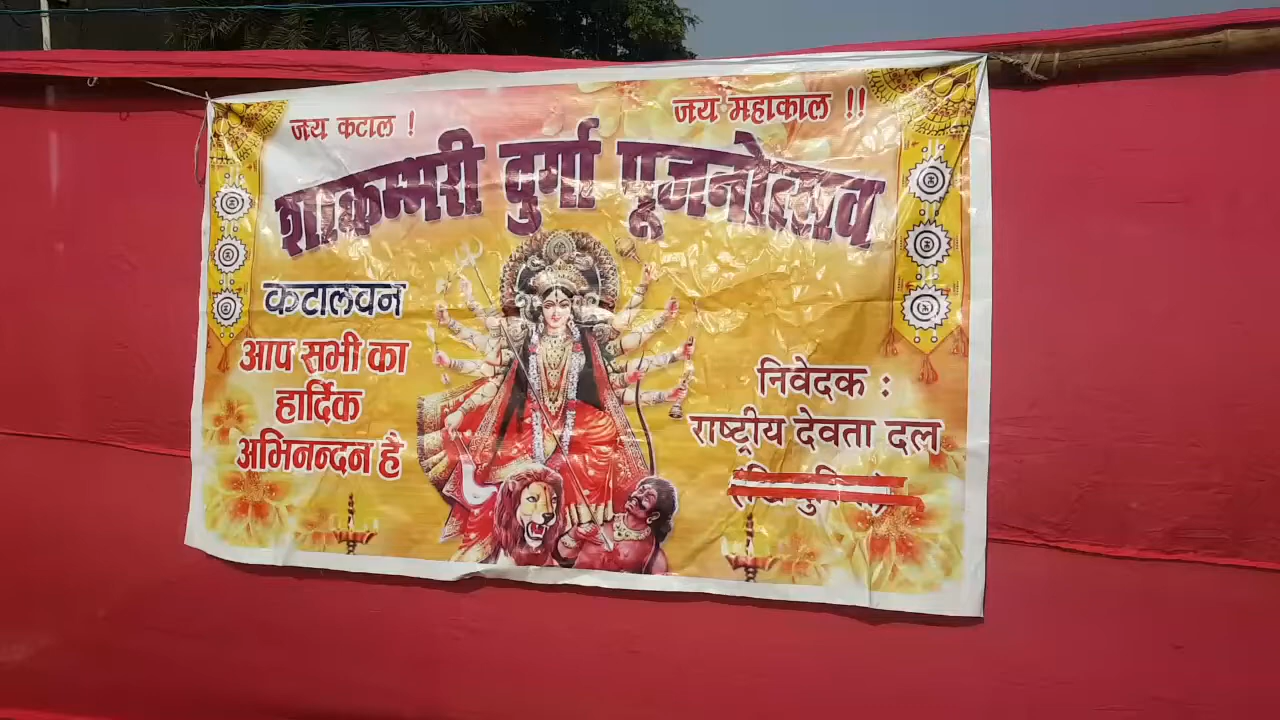 जय कटाल !
जय महाकाल !!
शाकम्भरी दुर्गा पूजनोत्सव
कटालवन
आप सभी का
हार्दिक
अभिनन्दन है
निवेदक :
राष्ट्रीय देवता दल